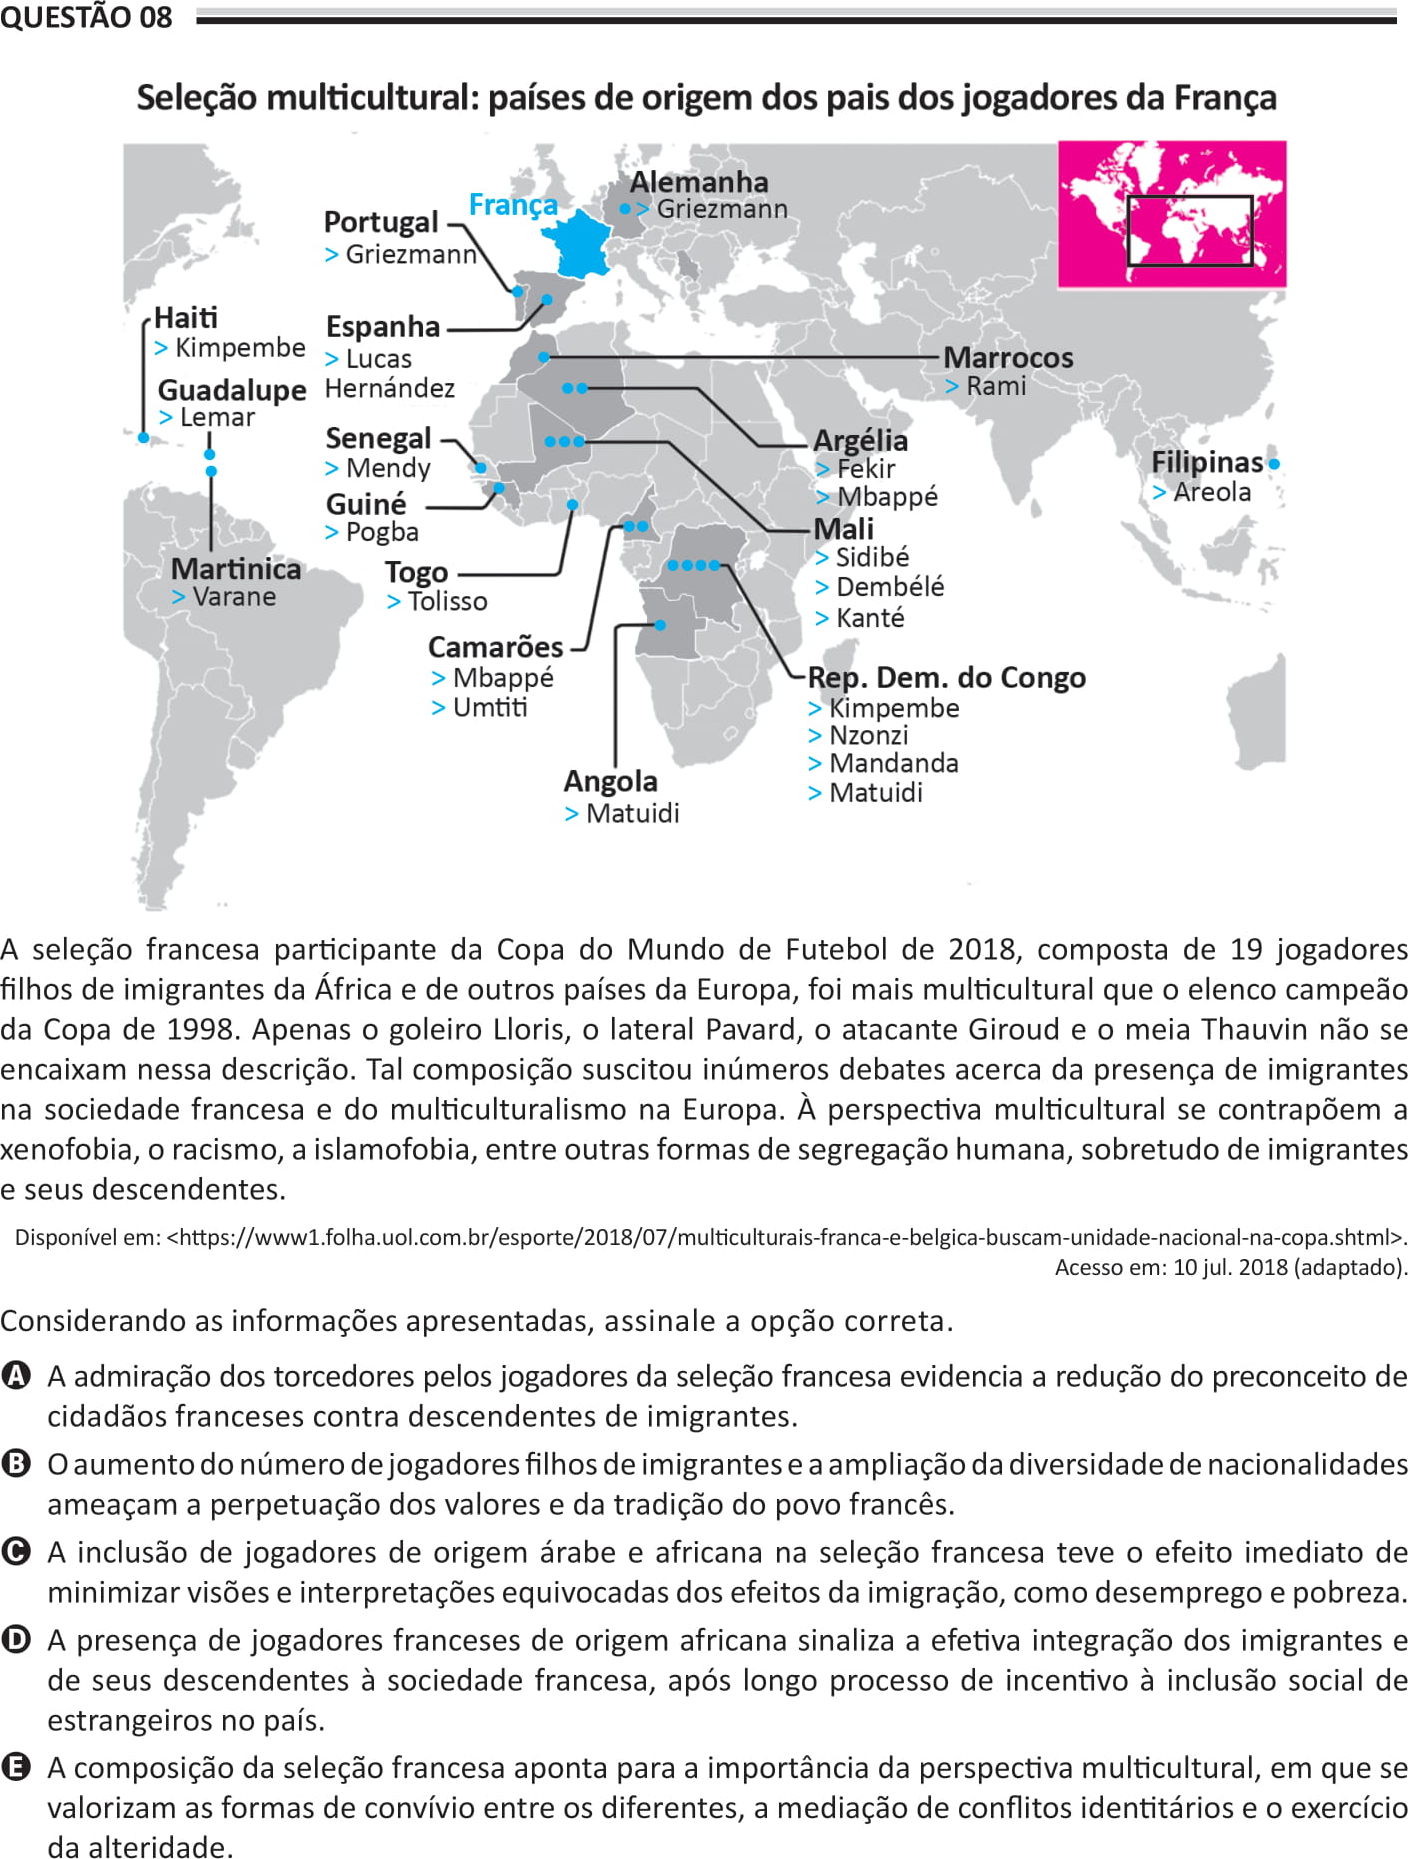 QUESTÃO 08
Seleção multicultural: países de origem dos pais dos jogadores da França
Alemanha
> Griezmann
França
Portugal
> Griezmann
Haiti
> Kimpembe
Espanha
> Lucas
Hernández
Marrocos
> Rami
Guadalupe
> Lemar
Senegal
> Mendy
Argélia
> Fekir
> Mbappé
Filipinas
> Areola
Guiné
> Pogba
Mali
> Sidibé
> Dembélé
> Kanté
Martinica
> Varane
Togo
> Tolisso
Camarões
> Mbappé
> Umtiti
Rep. Dem. do Congo
> Kimpembe
> Nzonzi
> Mandanda
> Matuidi
Angola
> Matuidi
A seleção francesa participante da Copa do Mundo de Futebol de 2018, composta de 19 jogadores
filhos de imigrantes da África e de outros países da Europa, foi mais multicultural que o elenco campeão
da Copa de 1998. Apenas o goleiro Lloris, o lateral Pavard, o atacante Giroud e o meia Thauvin não se
encaixam nessa descrição. Tal composição suscitou inúmeros debates acerca da presença de imigrantes
na sociedade francesa e do multiculturalismo na Europa. À perspectiva multicultural se contrapõem a
xenofobia, o racismo, a islamofobia, entre outras formas de segregação humana, sobretudo de imigrantes
e seus descendentes.
Disponível em: <https://www1.folha.uol.com.br/esporte/2018/07/multiculturais-franca-e-belgica-buscam-unidade-nacional-na-copa.shtml>.
Acesso em: 10 jul. 2018 (adaptado).
Considerando as informações apresentadas, assinale a opção correta.
A A admiração dos torcedores pelos jogadores da seleção francesa evidencia a redução do preconceito de
cidadãos franceses contra descendentes de imigrantes.
B O aumento do número de jogadores filhos de imigrantes e a ampliação da diversidade de nacionalidades
ameaçam a perpetuação dos valores e da tradição do povo francês.
C A inclusão de jogadores de origem árabe e africana na seleção francesa teve o efeito imediato de
minimizar visões e interpretações equivocadas dos efeitos da imigração, como desemprego e pobreza.
D A presença de jogadores franceses de origem africana sinaliza a efetiva integração dos imigrantes e
de seus descendentes à sociedade francesa, após longo processo de incentivo à inclusão social de
estrangeiros no país.
E A composição da seleção francesa aponta para a importância da perspectiva multicultural, em que se
valorizam as formas de convívio entre os diferentes, a mediação de conflitos identitários e o exercício
da alteridade.